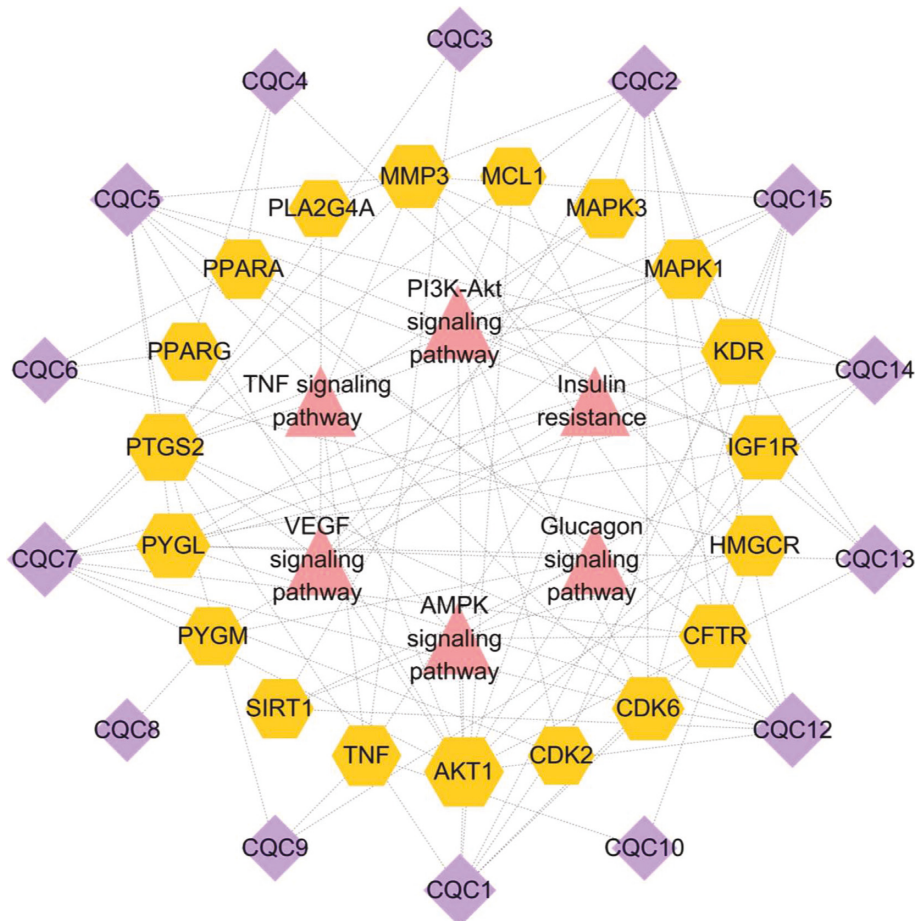 CQC3
CQC4
CQC2
CQC5
MMP3
MCL1
CQC15
PLA2G4A
MAPK3
PPARA
MAPK1
PI3K-Akt
signaling
pathway
PPARG
KDR
CQC6
TNF signaling
pathway
Insulin
resistance
CQC14
PTGS2
IGF1R
VEGF
signaling
pathway
Glucagon
signaling
pathway
CQC7
PYGL
HMGCR
CQC13
AMPK
signaling
pathway
PYGM
CFTR
SIRT1
CDK6
CQC8
CQC12
TNF
AKT1
CDK2
CQC9
CQC10
CQC1